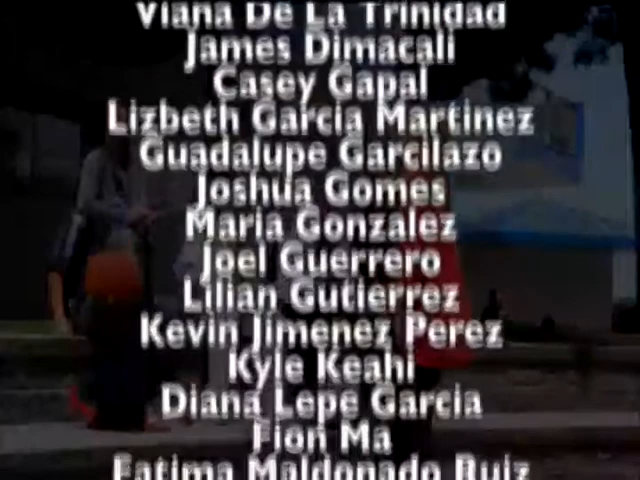 Viana De La Trinidad
James Dimacali
Casey Gapal
Lizbeth Garcia Martinez
Guadalupe Garcilazo
Joshua Gomes
Maria Gonzalez
Joel Guerrero
Lilian Gutierrez
Kevin Jimenez Perez
Kyle Keahi
Diana Lepe Garcia
Fion Ma
Fatima Maldonado Ruiz